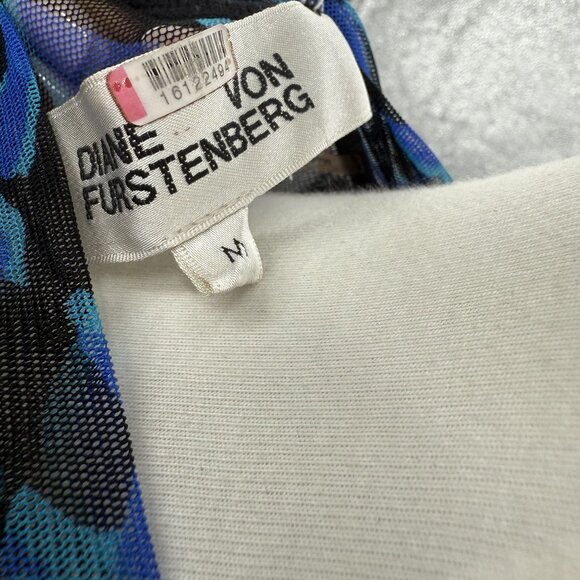 16122494
DIANE VON
FURSTENBERG
M